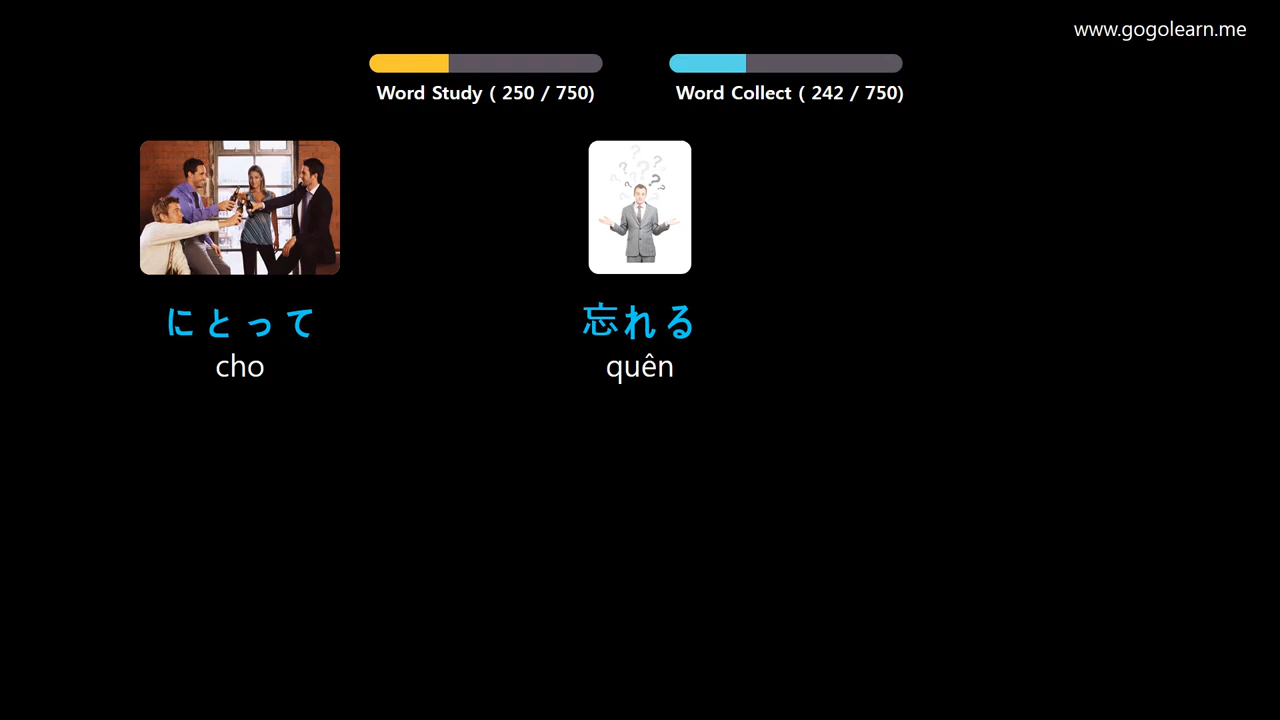 www.gogolearn.me
Word Study ( 250 / 750)
Word Collect ( 242 / 750)
にとって
cho
忘れる
quên